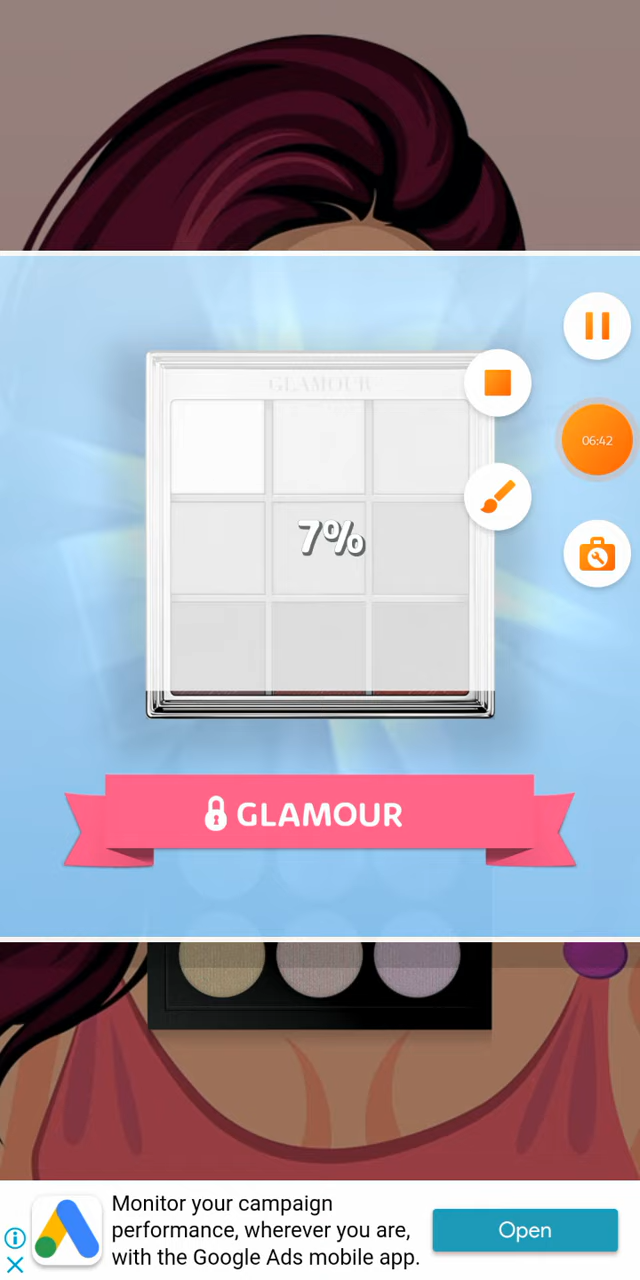 GLAMOUR
06:42
7%
GLAMOUR
Monitor your campaign
performance, wherever you are,
with the Google Ads mobile app.
Open